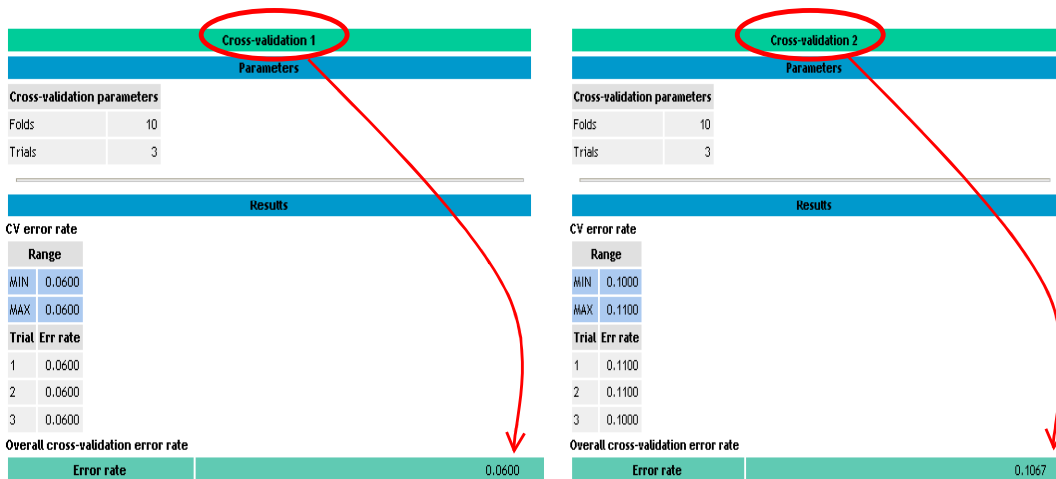 Cross-validation 1
Parameters
Cross-validation parameters
Folds 10
Trials 3
Results
CV error rate
Range
MIN 0.0600
MAX 0.0600
Trial Err rate
1 0.0600
2 0.0600
3 0.0600
Overall cross-validation error rate
Error rate 0.0600
Cross-validation 2
Parameters
Cross-validation parameters
Folds 10
Trials 3
Results
CV error rate
Range
MIN 0.1000
MAX 0.1100
Trial Err rate
1 0.1100
2 0.1100
3 0.1000
Overall cross-validation error rate
Error rate 0.1067